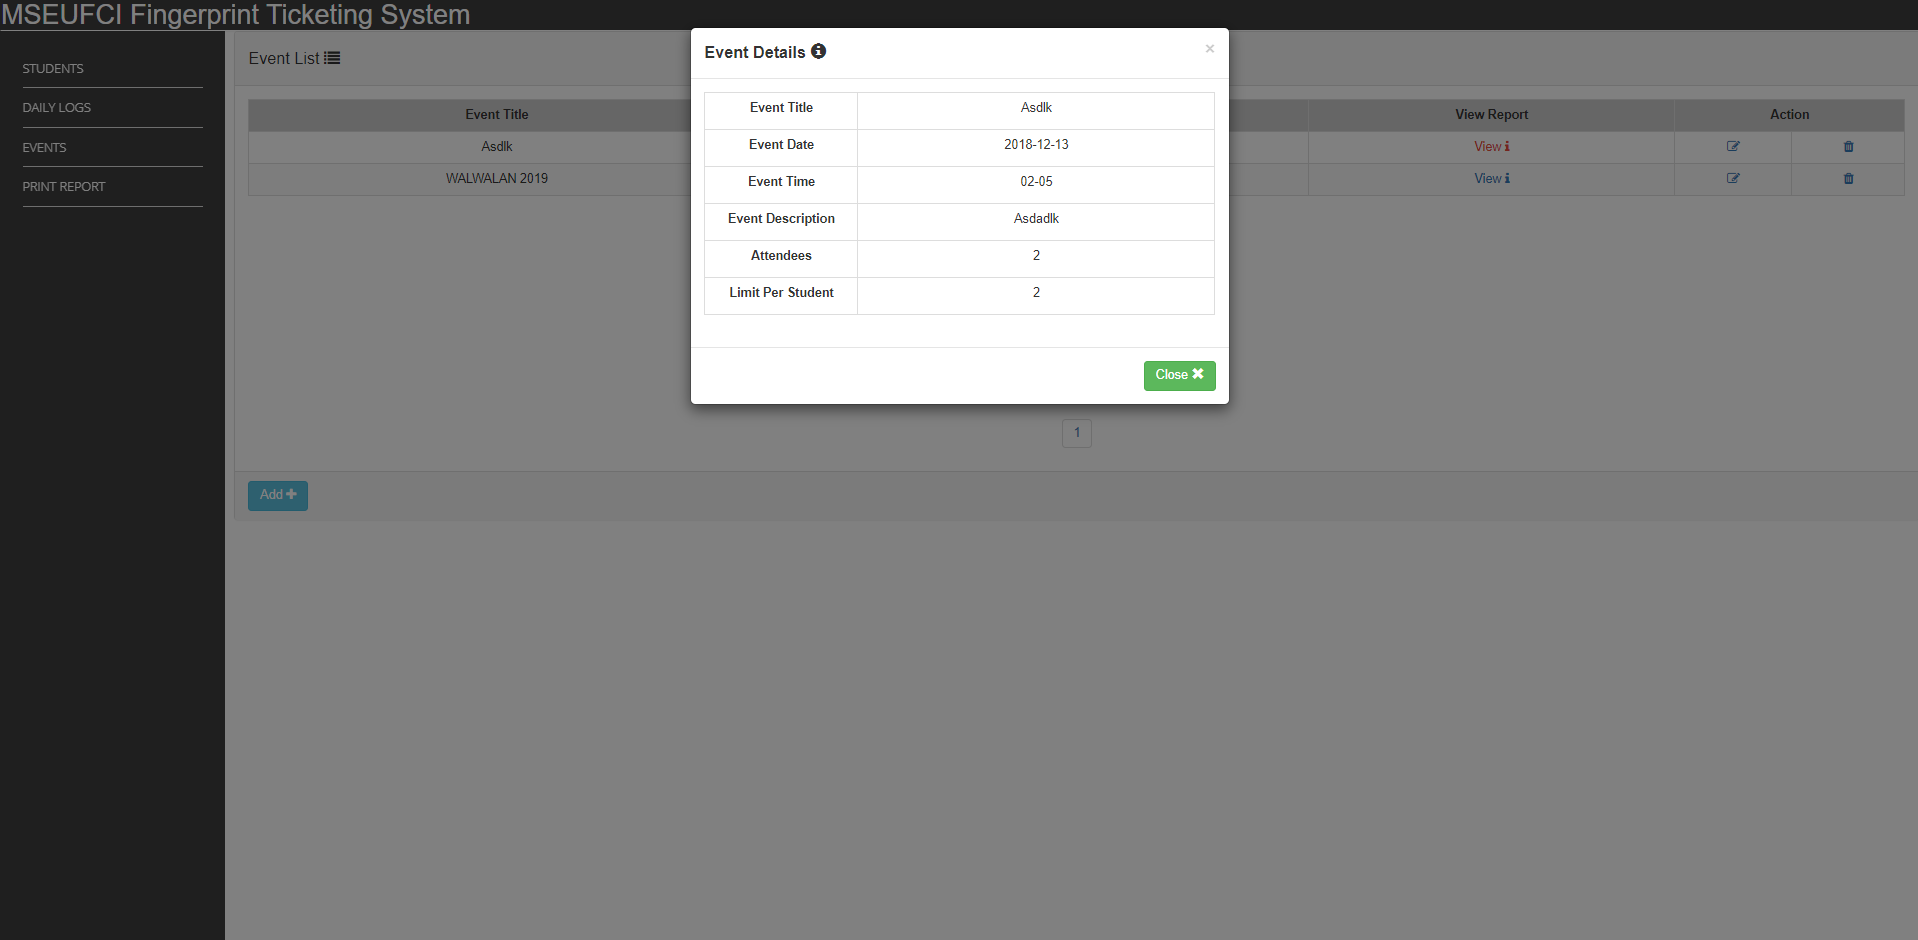 MSEUFCI Fingerprint Ticketing System
STUDENTS
DAILY LOGS
EVENTS
PRINT REPORT
Event List
Event Title View Report Action
Asdlk View
WALWALAN 2019 View
1
Add
Event Details ×
Event Title Asdlk
Event Date 2018-12-13
Event Time 02-05
Event Description Asdadlk
Attendees 2
Limit Per Student 2
Close